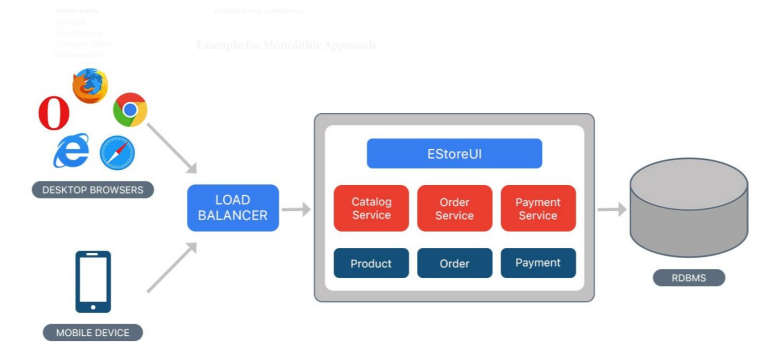 Example for Monolithic Approach
DESKTOP BROWSERS
MOBILE DEVICE
LOAD
BALANCER
EStoreUI
Catalog
Service
Order
Service
Payment
Service
Product
Order
Payment
RDBMS